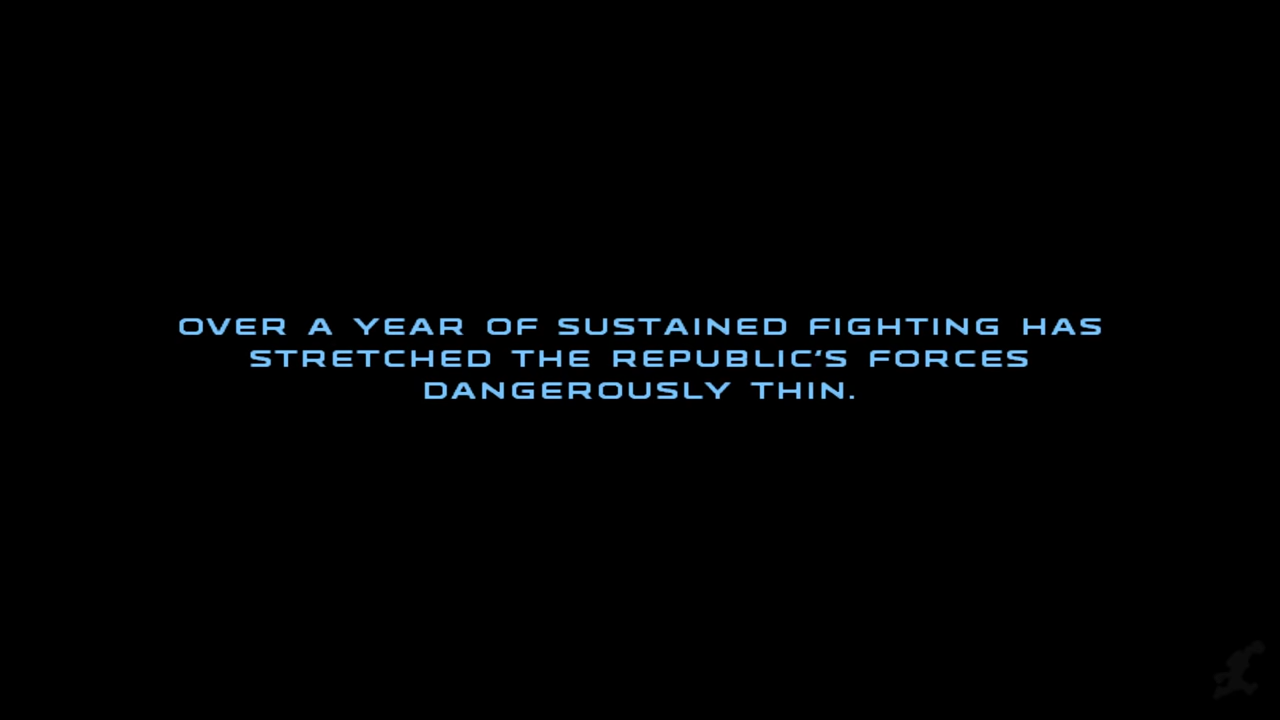 OVER A YEAR OF SUSTAINED FIGHTING HAS
STRETCHED THE REPUBLIC'S FORCES
DANGEROUSLY THIN.